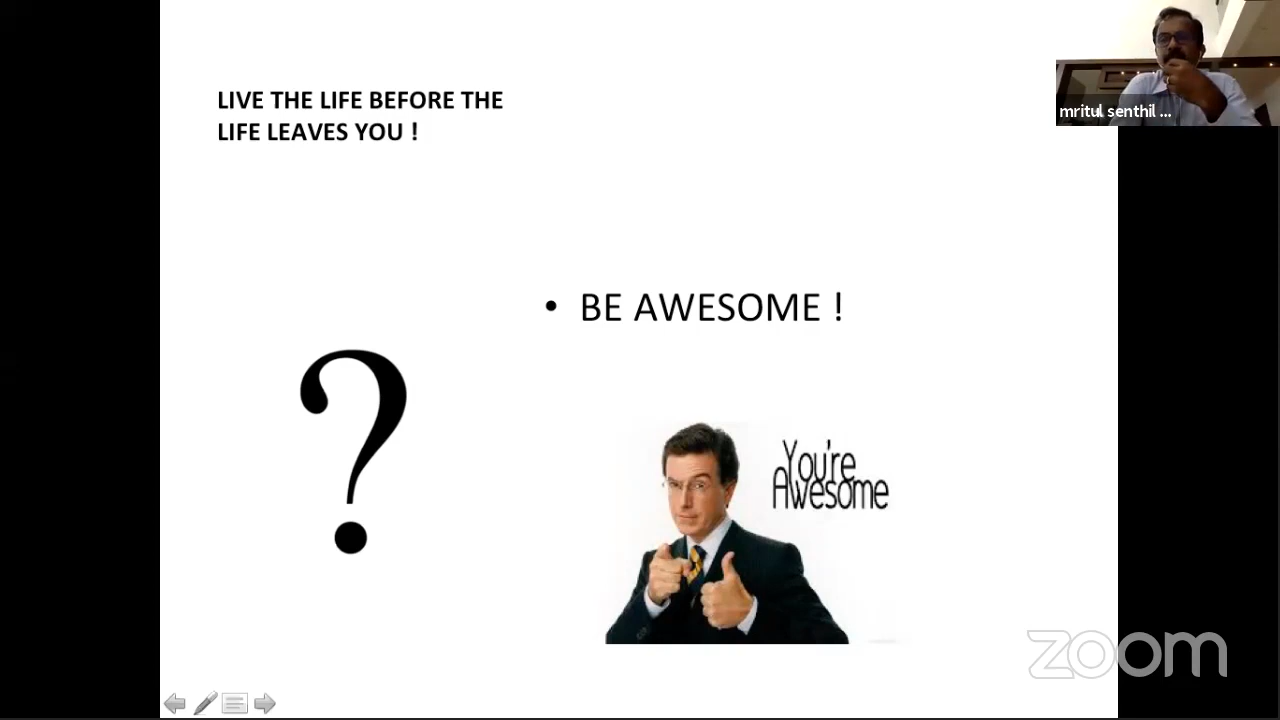 LIVE THE LIFE BEFORE THE
LIFE LEAVES YOU !
mritul senthil ...
• BE AWESOME !
You're
Awesome
?
zoom